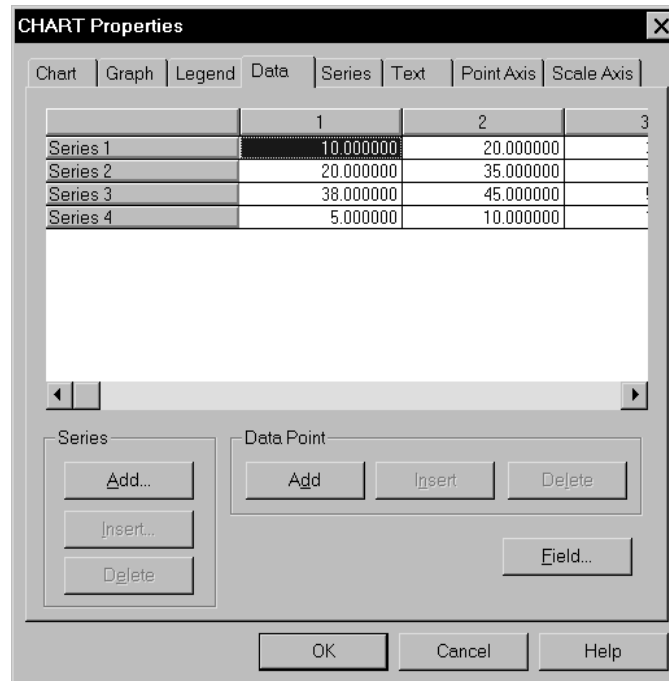 CHART Properties
Chart Graph Legend Data Series Text Point Axis Scale Axis
1 2 3
Series 1 10.000000 20.000000
Series 2 20.000000 35.000000
Series 3 38.000000 45.000000
Series 4 5.000000 10.000000
Series Data Point
Add... Add Insert Delete
Insert...
Delete Field...
OK Cancel Help